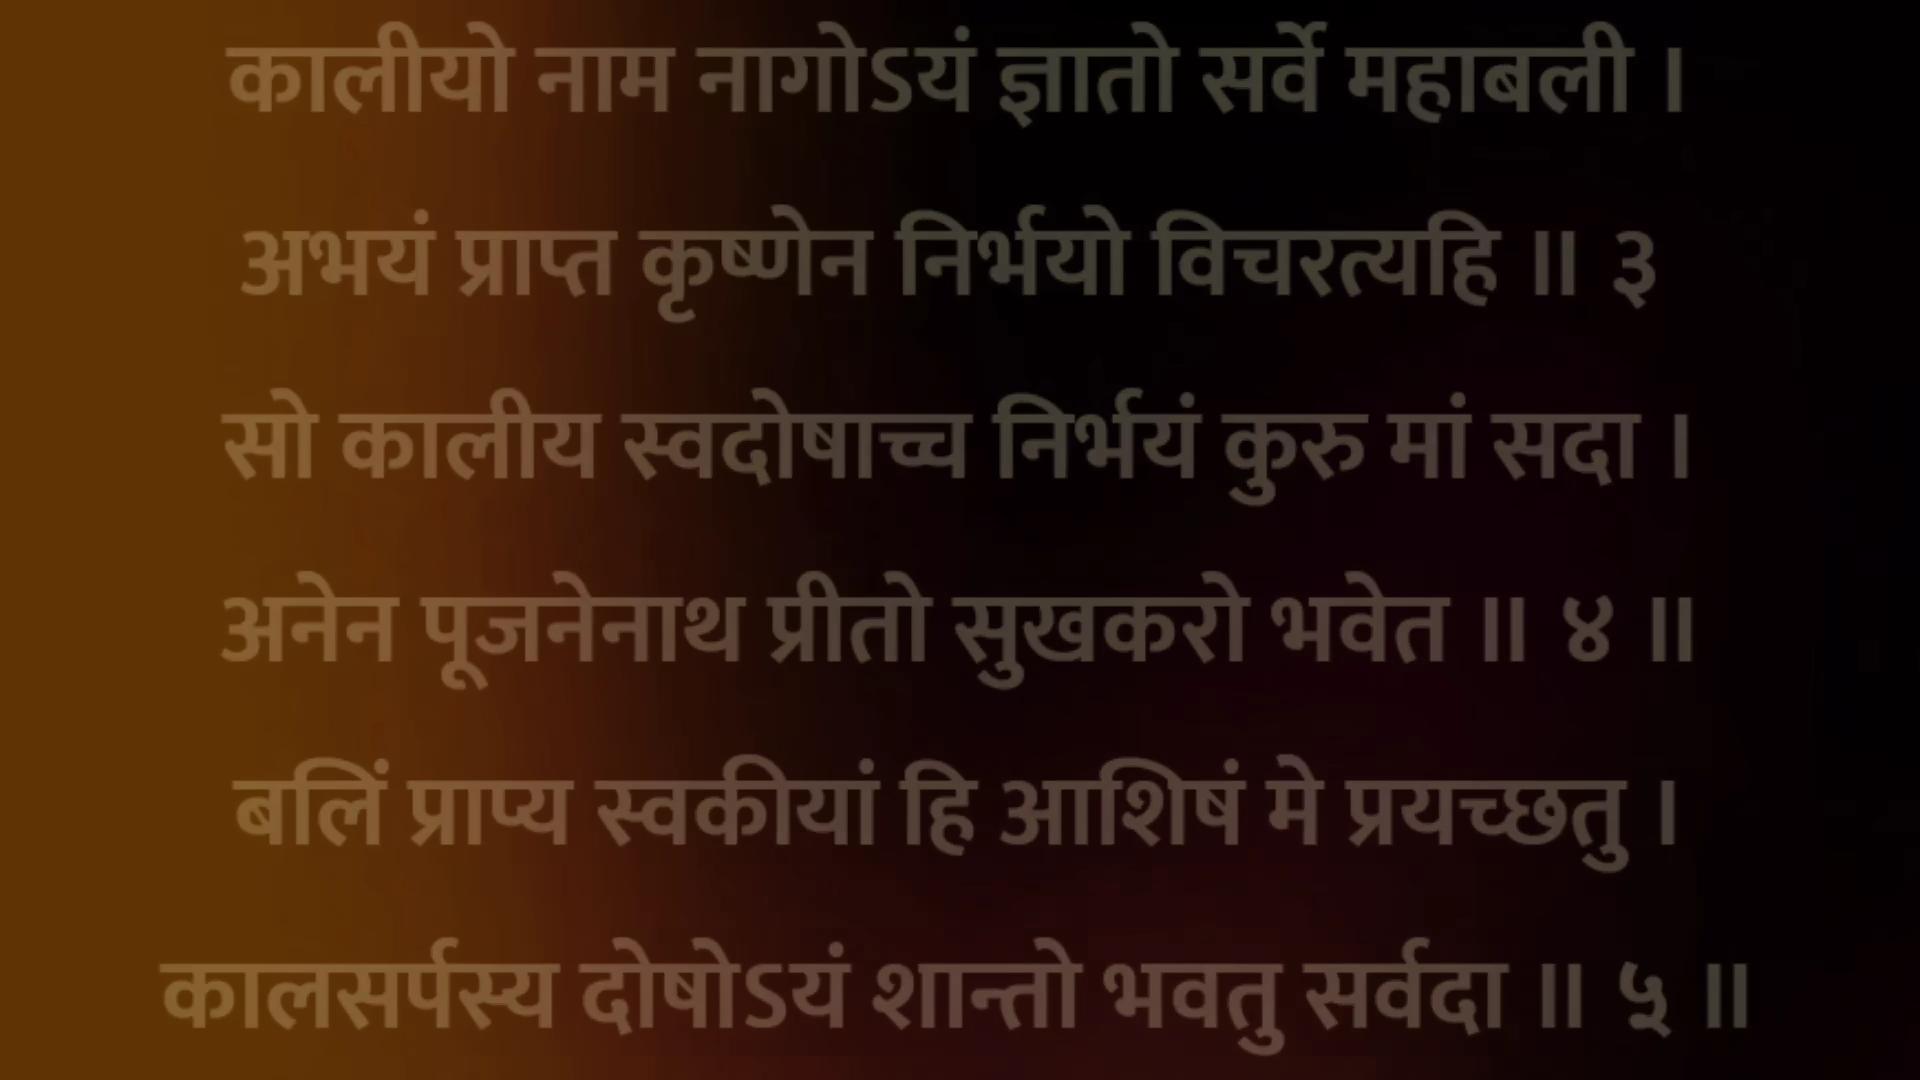 कालीयो नाम नागोऽयं ज्ञातो सर्वे महाबली ।
अभयं प्राप्त कृष्णेन निर्भयो विचरत्यहि ॥ ३
सो कालीय स्वदोषाच्च निर्भयं कुरु मां सदा ।
अनेन पूजनेनाथ प्रीतो सुखकरो भवेत ॥ ४ ॥
बलिं प्राप्य स्वकीयां हि आशिषं मे प्रयच्छतु ।
कालसर्पस्य दोषोऽयं शान्तो भवतु सर्वदा ॥ ५ ॥